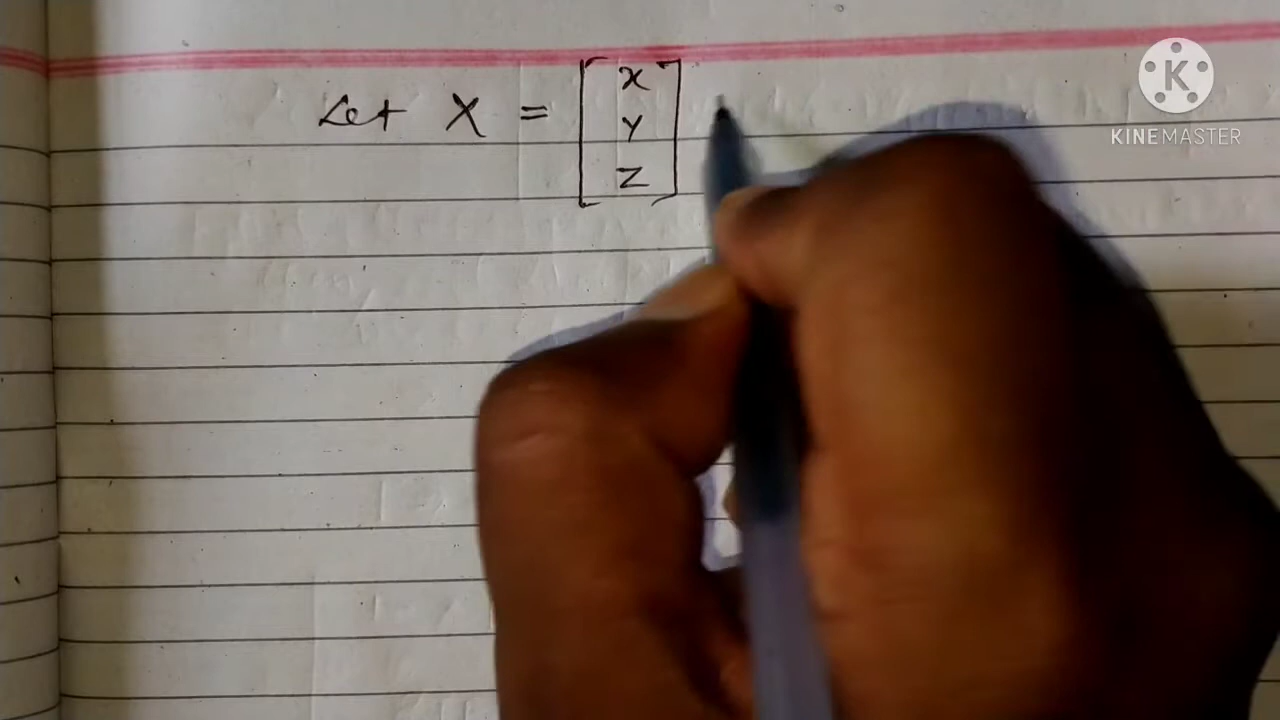 Let X = [x
y
z]
K
KINEMASTER